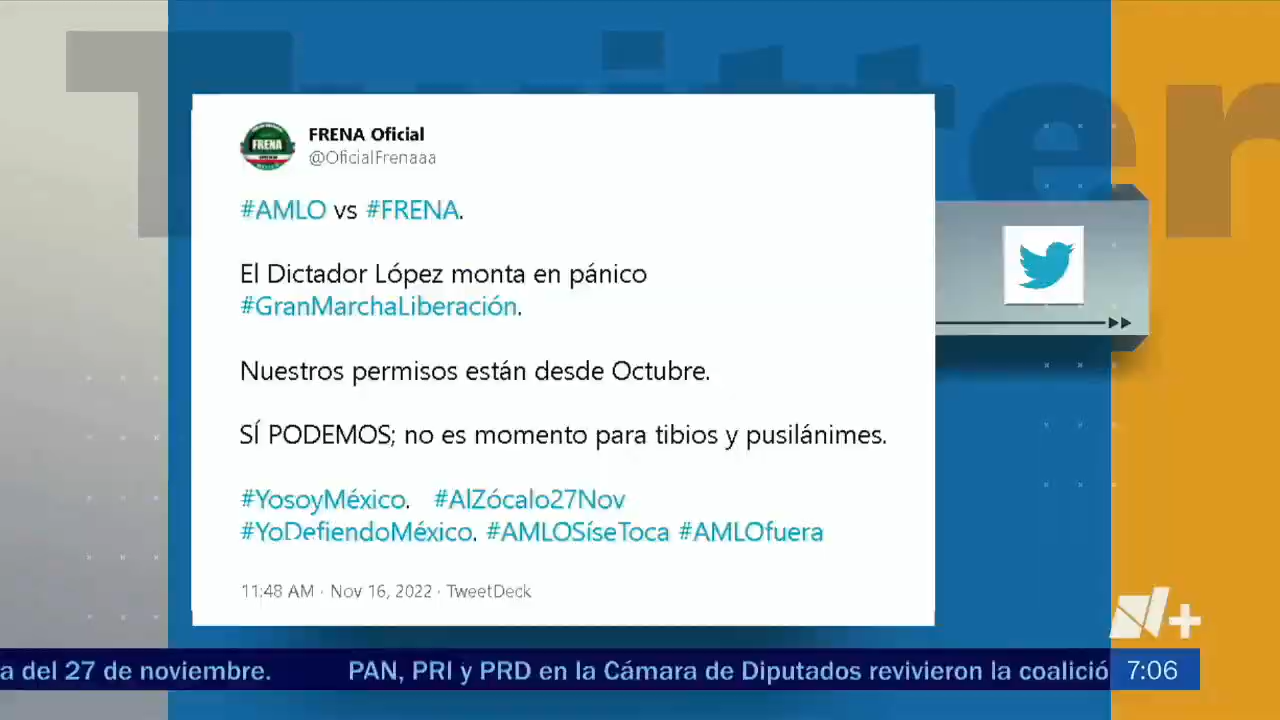 Twitter
FRENA
FRENA Oficial
@OficialFrenaaa
#AMLO vs #FRENA.
El Dictador López monta en pánico
#GranMarchaLiberación.
Nuestros permisos están desde Octubre.
SÍ PODEMOS; no es momento para tibios y pusilánimes.
#YosoyMéxico. #AlZócalo27Nov
#YoDefiendoMéxico. #AMLOSíseToca #AMLOfuera
11:48 AM · Nov 16, 2022 · TweetDeck
N+
a del 27 de noviembre. PAN, PRI y PRD en la Cámara de Diputados revivieron la coalició
7:06